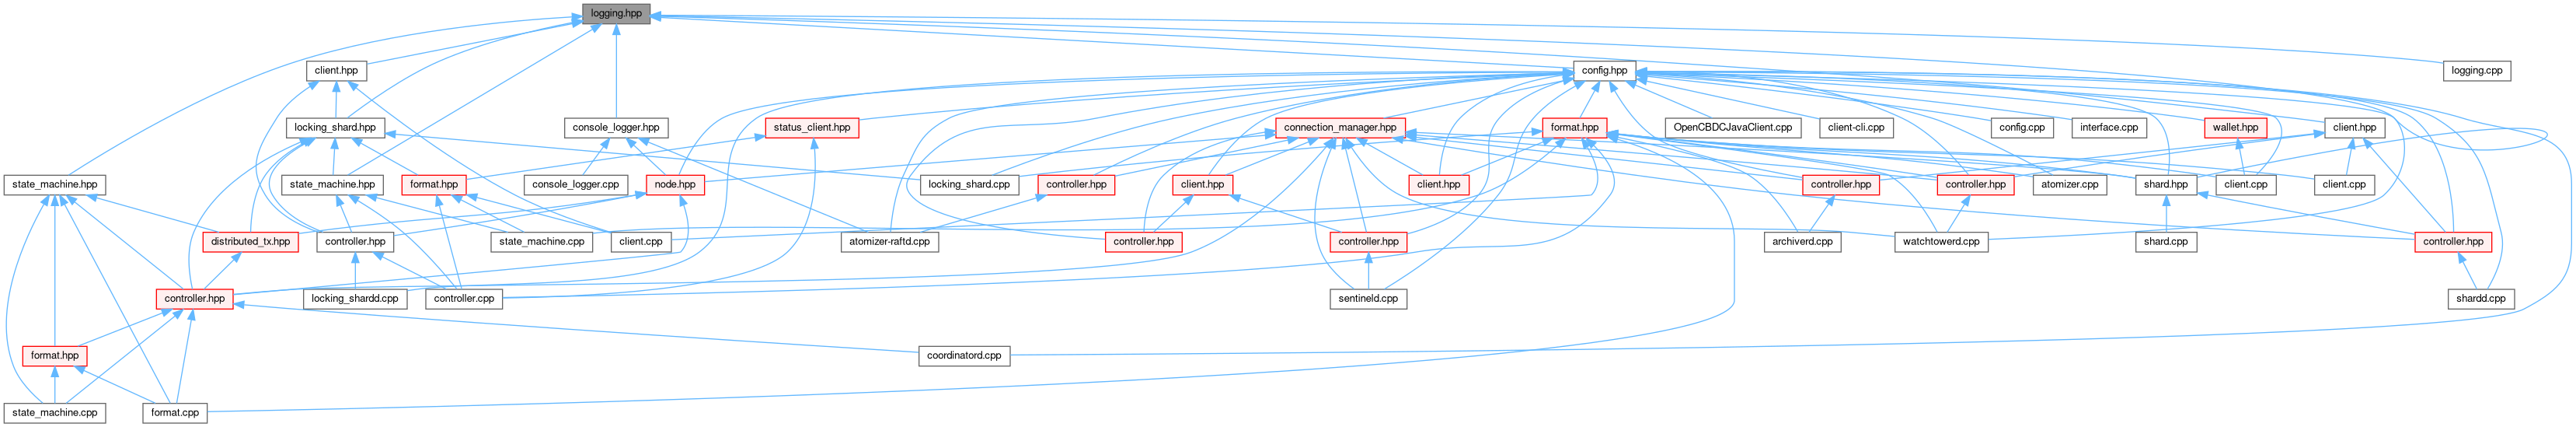 logging.hpp
client.hpp
config.hpp
logging.cpp
locking_shard.hpp
console_logger.hpp
status_client.hpp
connection_manager.hpp
format.hpp
OpenCBDCJavaClient.cpp
client-cli.cpp
config.cpp
interface.cpp
wallet.hpp
client.hpp
state_machine.hpp
state_machine.hpp
format.hpp
console_logger.cpp
node.hpp
locking_shard.cpp
controller.hpp
client.hpp
client.hpp
controller.hpp
controller.hpp
atomizer.cpp
shard.hpp
client.cpp
client.cpp
distributed_tx.hpp
controller.hpp
state_machine.cpp
client.cpp
atomizer-raftd.cpp
controller.hpp
controller.hpp
archiverd.cpp
watchtowerd.cpp
shard.cpp
controller.hpp
controller.hpp
locking_shardd.cpp
controller.cpp
sentineld.cpp
shardd.cpp
format.hpp
coordinatord.cpp
state_machine.cpp
format.cpp